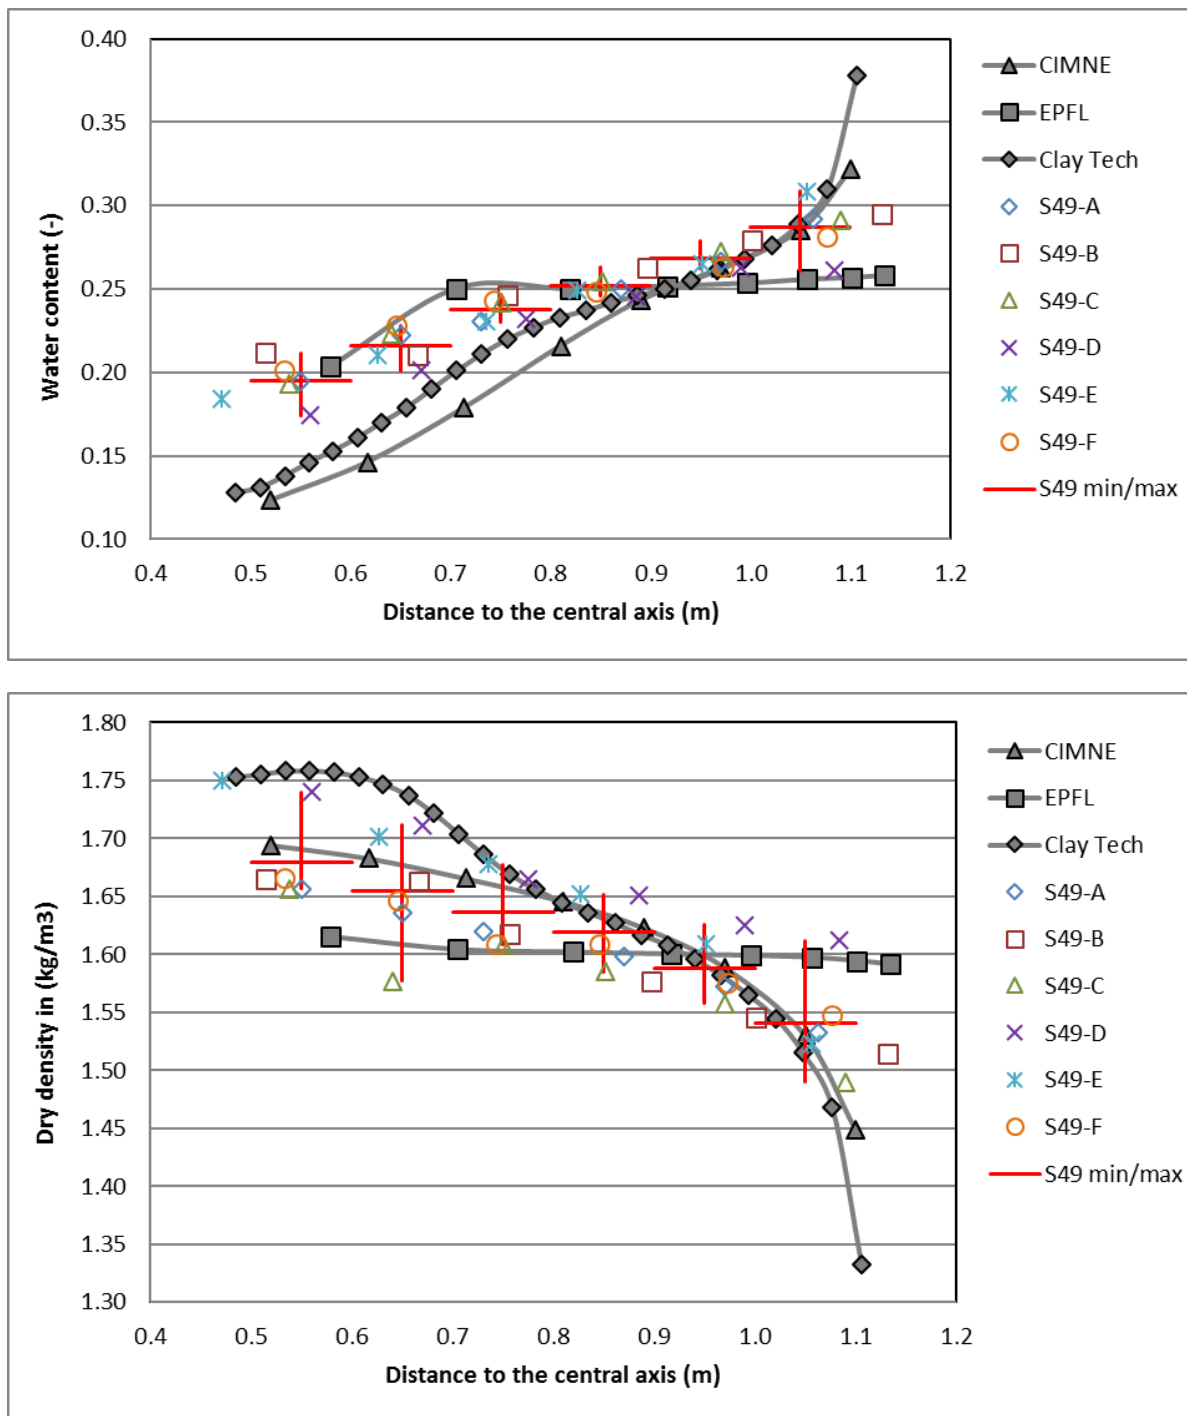 0.40
0.35
0.30
0.25
0.20
0.15
0.10
Water content (-)
0.4 0.5 0.6 0.7 0.8 0.9 1.0 1.1 1.2
Distance to the central axis (m)
CIMNE
EPFL
Clay Tech
S49-A
S49-B
S49-C
S49-D
S49-E
S49-F
S49 min/max
1.80
1.75
1.70
1.65
1.60
1.55
1.50
1.45
1.40
1.35
1.30
Dry density in (kg/m3)
0.4 0.5 0.6 0.7 0.8 0.9 1.0 1.1 1.2
Distance to the central axis (m)
CIMNE
EPFL
Clay Tech
S49-A
S49-B
S49-C
S49-D
S49-E
S49-F
S49 min/max